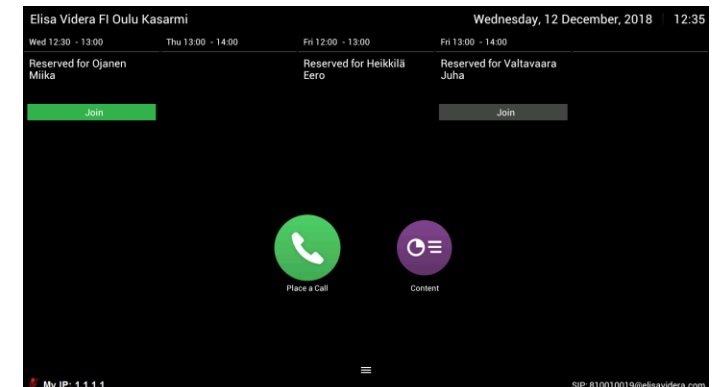 Elisa Videra FI Oulu Kasarmi
Wednesday, 12 December, 2018 12:35
Wed 12:30 - 13:00
Thu 13:00 - 14:00
Fri 12:00 - 13:00
Fri 13:00 - 14:00
Reserved for Ojanen
Miika
Reserved for Heikkilä
Eero
Reserved for Valtavaara
Juha
Join
Join
Place a Call
Content
My IP: 1.1.1.1
SIP: 810010019@elisavidera.com